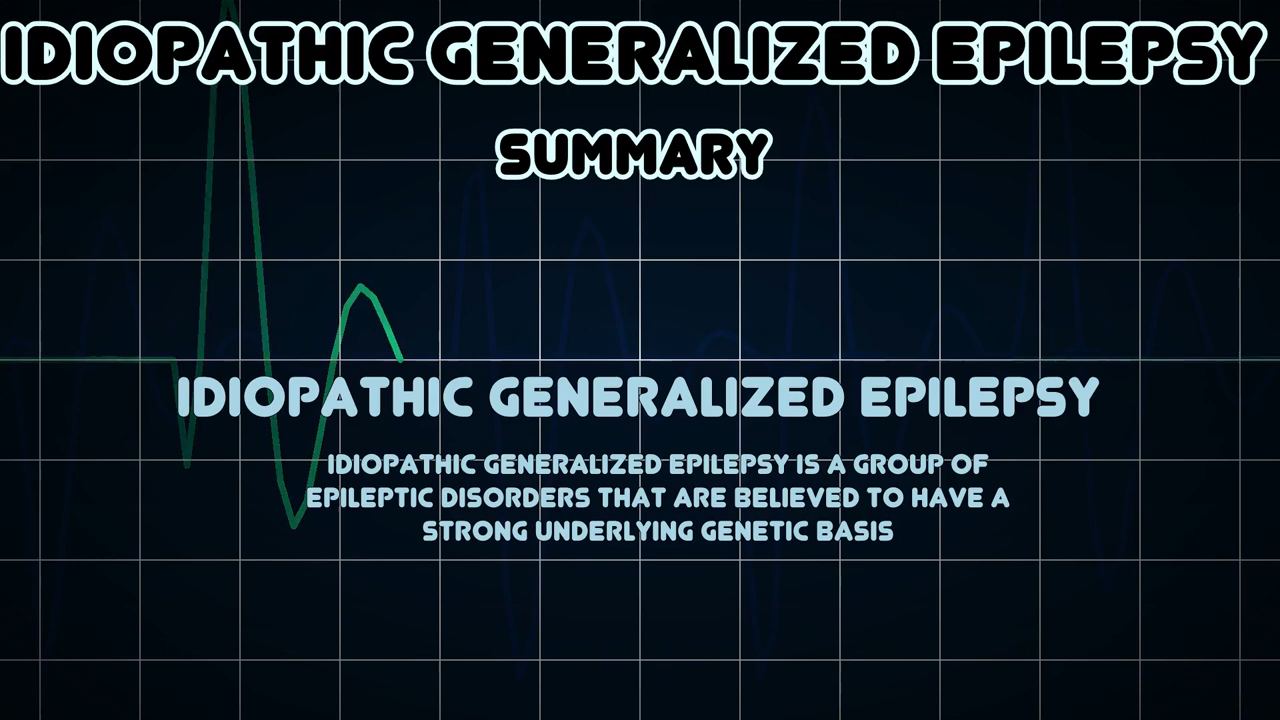 IDIOPATHIC GENERALIZED EPILEPSY
SUMMARY
IDIOPATHIC GENERALIZED EPILEPSY
IDIOPATHIC GENERALIZED EPILEPSY IS A GROUP OF
EPILEPTIC DISORDERS THAT ARE BELIEVED TO HAVE A
STRONG UNDERLYING GENETIC BASIS